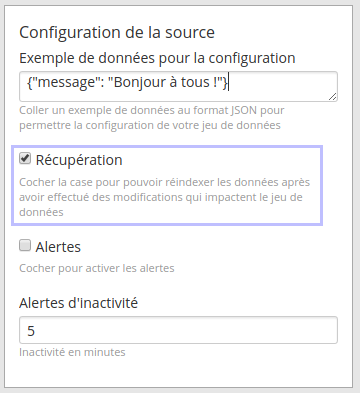 Configuration de la source
Exemple de données pour la configuration
{"message": "Bonjour à tous !"}
Coller un exemple de données au format JSON pour
permettre la configuration de votre jeu de données
Récupération
Cocher la case pour pouvoir réindexer les données après
avoir effectué des modifications qui impactent le jeu de
données
Alertes
Cocher pour activer les alertes
Alertes d'inactivité
5
Inactivité en minutes